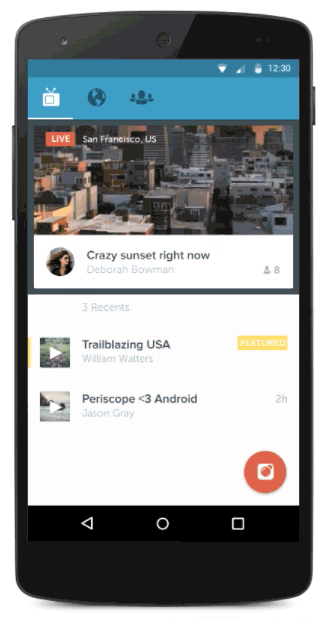 12:30
LIVE San Francisco, US
Crazy sunset right now
Deborah Bowman
8
3 Recents
Trailblazing USA
FEATURED
William Walters
Periscope <3 Android
2h
Jason Gray